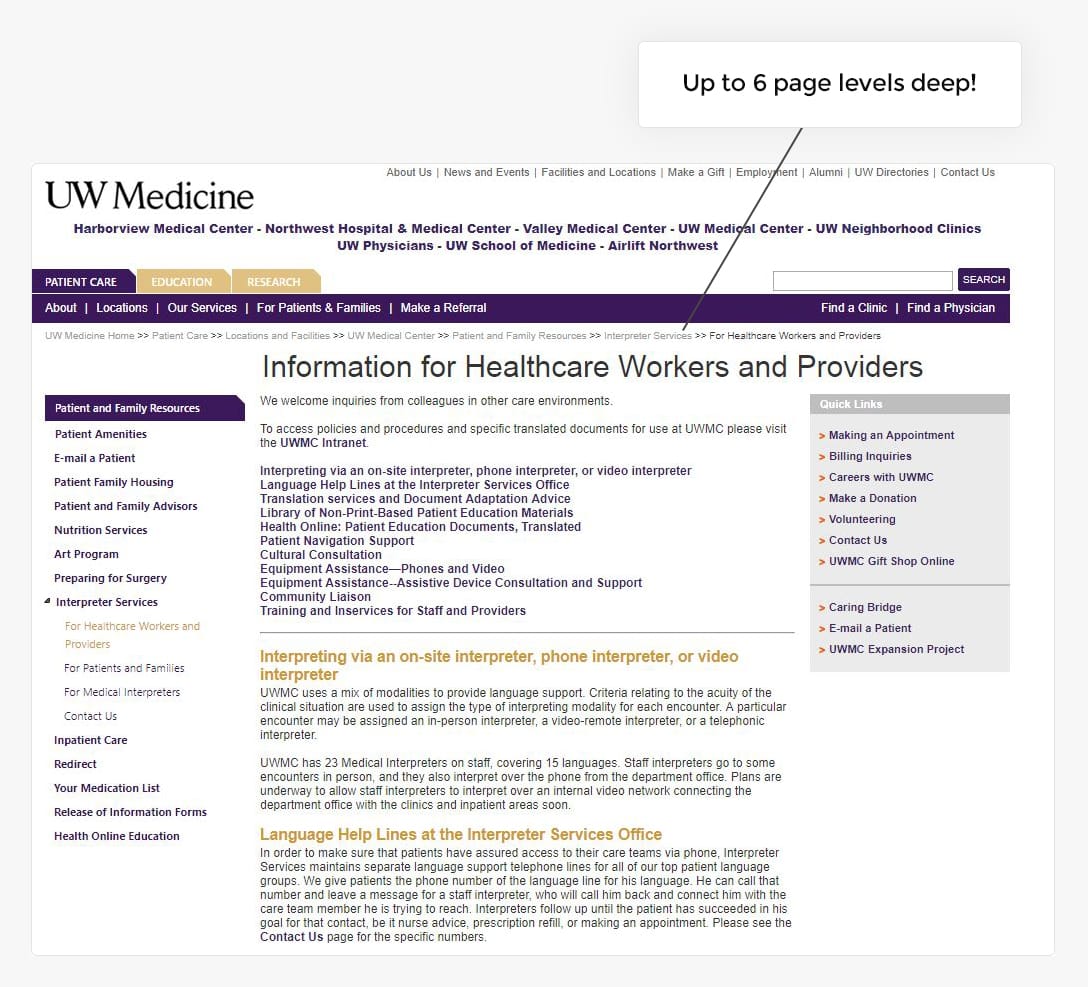 Up to 6 page levels deep!
About Us | News and Events | Facilities and Locations | Make a Gift | Employment | Alumni | UW Directories | Contact Us
UW Medicine
Harborview Medical Center - Northwest Hospital & Medical Center - Valley Medical Center - UW Medical Center - UW Neighborhood Clinics
UW Physicians - UW School of Medicine - Airlift Northwest
PATIENT CARE EDUCATION RESEARCH SEARCH
About | Locations | Our Services | For Patients & Families | Make a Referral Find a Clinic | Find a Physician
UW Medicine Home >> Patient Care >> Locations and Facilities >> UW Medical Center >> Patient and Family Resources >> Interpreter Services >> For Healthcare Workers and Providers
Information for Healthcare Workers and Providers
Patient and Family Resources
Patient Amenities
E-mail a Patient
Patient Family Housing
Patient and Family Advisors
Nutrition Services
Art Program
Preparing for Surgery
Interpreter Services
For Healthcare Workers and
Providers
For Patients and Families
For Medical Interpreters
Contact Us
Inpatient Care
Redirect
Your Medication List
Release of Information Forms
Health Online Education
We welcome inquiries from colleagues in other care environments.
To access policies and procedures and specific translated documents for use at UWMC please visit
the UWMC Intranet.
Interpreting via an on-site interpreter, phone interpreter, or video interpreter
Language Help Lines at the Interpreter Services Office
Translation services and Document Adaptation Advice
Library of Non-Print-Based Patient Education Materials
Health Online: Patient Education Documents, Translated
Patient Navigation Support
Cultural Consultation
Equipment Assistance—Phones and Video
Equipment Assistance--Assistive Device Consultation and Support
Community Liaison
Training and Inservices for Staff and Providers
Interpreting via an on-site interpreter, phone interpreter, or video
interpreter
UWMC uses a mix of modalities to provide language support. Criteria relating to the acuity of the
clinical situation are used to assign the type of interpreting modality for each encounter. A particular
encounter may be assigned an in-person interpreter, a video-remote interpreter, or a telephonic
interpreter.
UWMC has 23 Medical Interpreters on staff, covering 15 languages. Staff interpreters go to some
encounters in person, and they also interpret over the phone from the department office. Plans are
underway to allow staff interpreters to interpret over an internal video network connecting the
department office with the clinics and inpatient areas soon.
Language Help Lines at the Interpreter Services Office
In order to make sure that patients have assured access to their care teams via phone, Interpreter
Services maintains separate language support telephone lines for all of our top patient language
groups. We give patients the phone number of the language line for his language. He can call that
number and leave a message for a staff interpreter, who will call him back and connect him with the
care team member he is trying to reach. Interpreters follow up until the patient has succeeded in his
goal for that contact, be it nurse advice, prescription refill, or making an appointment. Please see the
Contact Us page for the specific numbers.
Quick Links
> Making an Appointment
> Billing Inquiries
> Careers with UWMC
> Make a Donation
> Volunteering
> Contact Us
> UWMC Gift Shop Online
> Caring Bridge
> E-mail a Patient
> UWMC Expansion Project